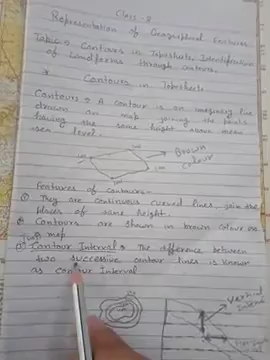 Class - 8
Representation of Geographical Features
Topic: Contours in Toposheets, Identification
of Landforms through contours.
Contours in Toposheets
Contours : A contour is an imaginary line
drawn on map joining the places
having the same height above mean
sea level.
Brown
colour
Features of contours -
① They are continuous curved lines, join the
places of same height.
② Contours are shown in brown colour on
map
Contour Interval : The difference between
two successive contour lines is known
as contour Interval
Vertical
Interval